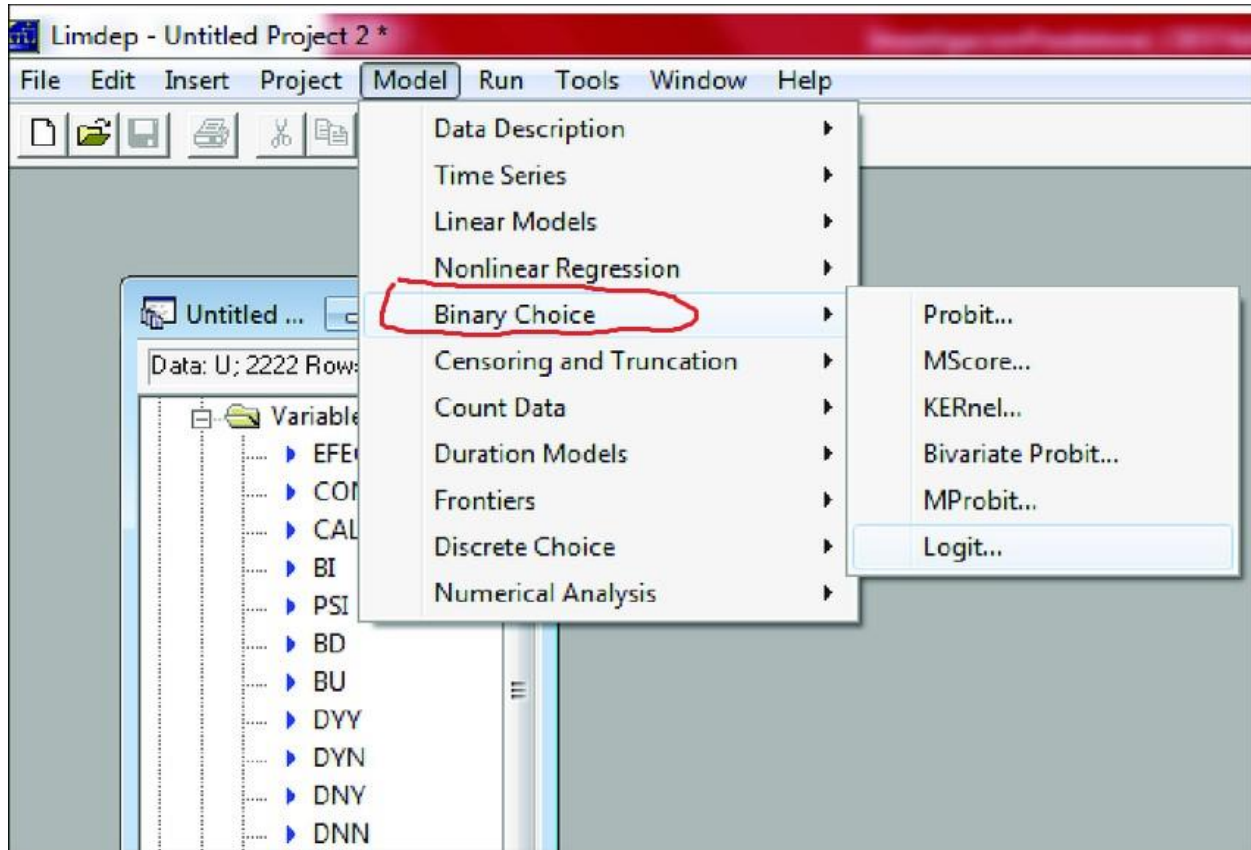 Limdep - Untitled Project 2 *
File Edit Insert Project Model Run Tools Window Help
Data Description
Time Series
Linear Models
Nonlinear Regression
Binary Choice
Censoring and Truncation
Count Data
Duration Models
Frontiers
Discrete Choice
Numerical Analysis
Probit...
MScore...
KERnel...
Bivariate Probit...
MProbit...
Logit...
Untitled ...
Data: U; 2222 Row
Variable
EFE
CON
CAL
BI
PSI
BD
BU
DYY
DYN
DNY
DNN